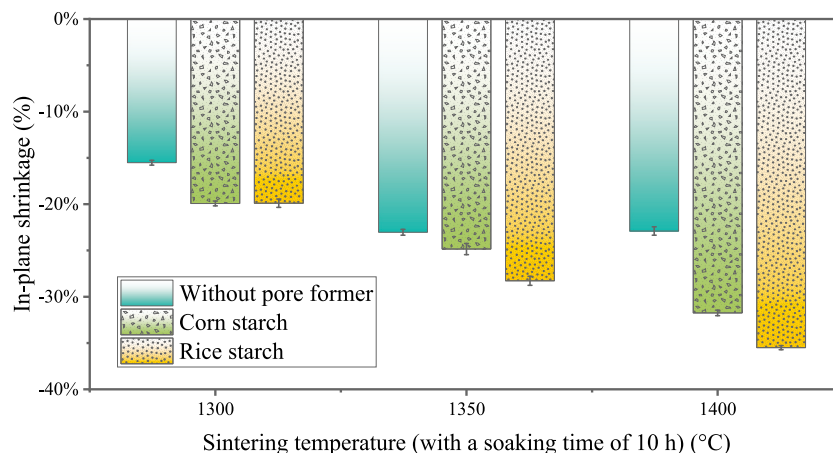 0%
-10%
-20%
-30%
-40%
In-plane shrinkage (%)
Without pore former
Corn starch
Rice starch
1300
1350
1400
Sintering temperature (with a soaking time of 10 h) (°C)